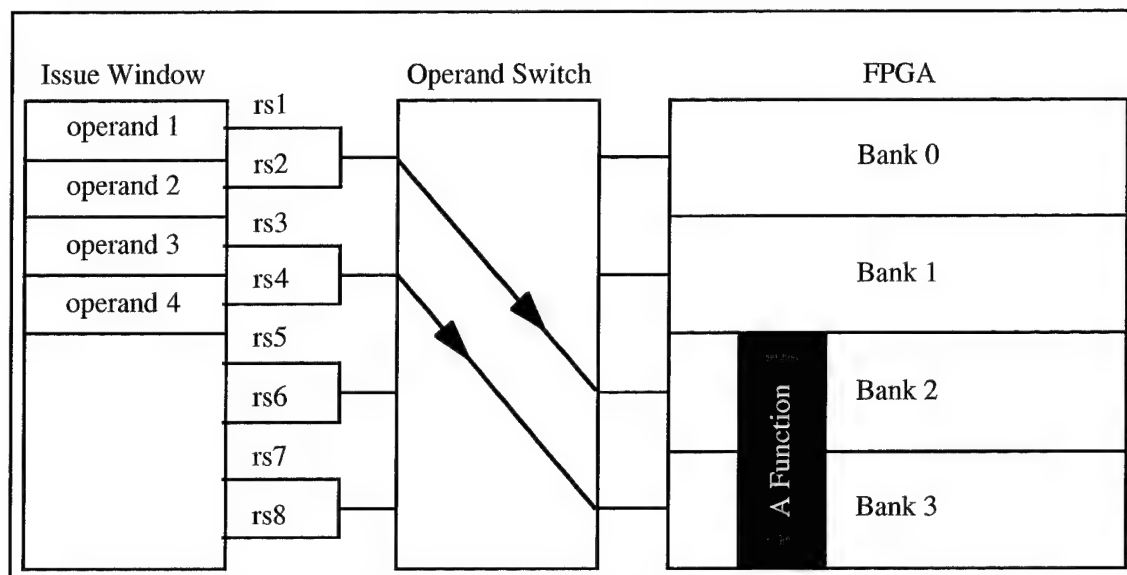 Issue Window
Operand Switch
FPGA
operand 1
operand 2
operand 3
operand 4
rs1
rs2
rs3
rs4
rs5
rs6
rs7
rs8
Bank 0
Bank 1
Bank 2
Bank 3
A Function